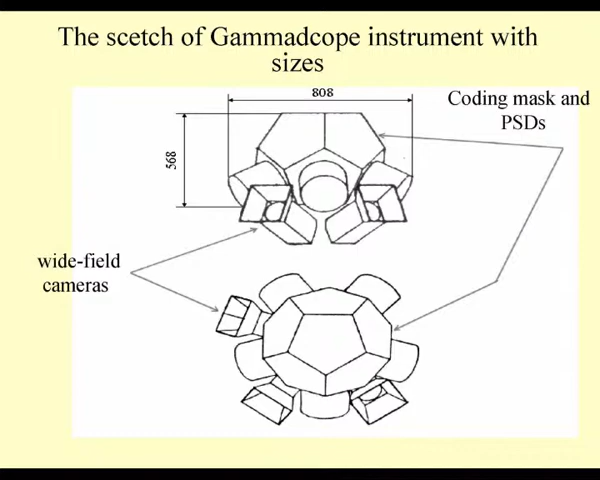 The scetch of Gammadcope instrument with
sizes
808
Coding mask and
PSDs
568
wide-field
cameras